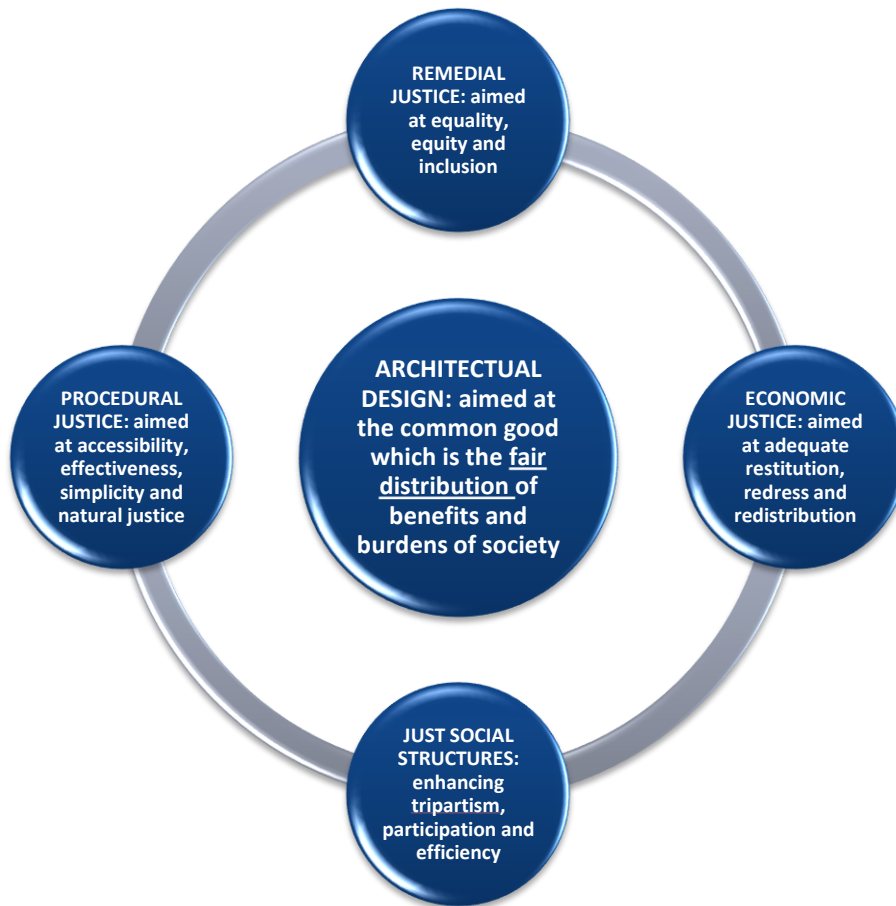 REMEDIAL
JUSTICE: aimed
at equality,
equity and
inclusion
PROCEDURAL
JUSTICE: aimed
at accessibility,
effectiveness,
simplicity and
natural justice
ARCHITECTUAL
DESIGN: aimed at
the common good
which is the fair
distribution of
benefits and
burdens of society
ECONOMIC
JUSTICE: aimed
at adequate
restitution,
redress and
redistribution
JUST SOCIAL
STRUCTURES:
enhancing
tripartism,
participation and
efficiency